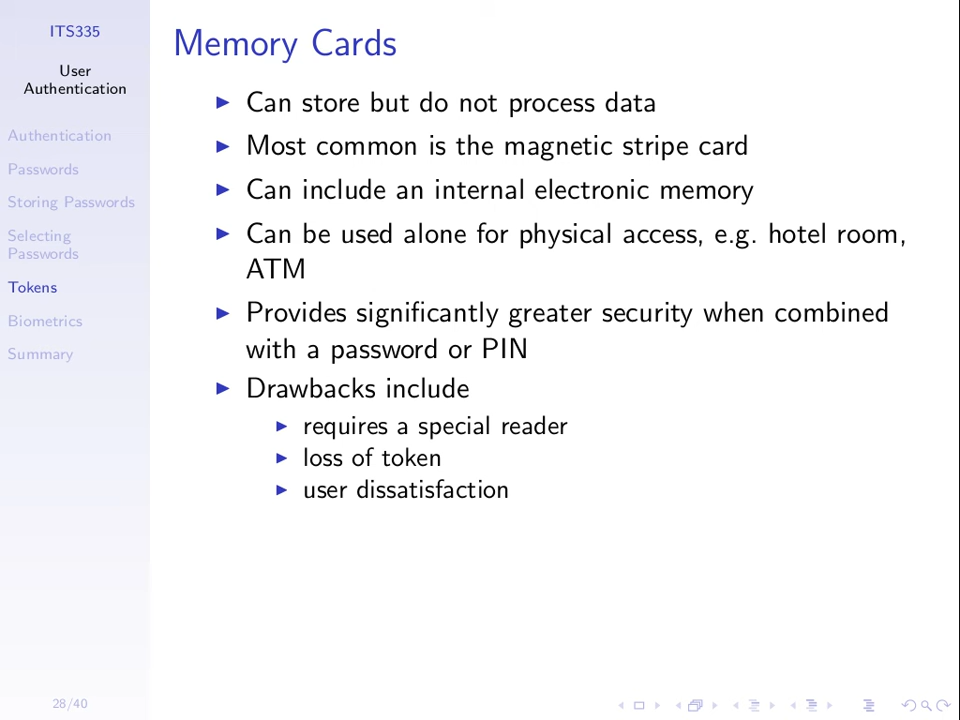 ITS335
User
Authentication
Authentication
Passwords
Storing Passwords
Selecting
Passwords
Tokens
Biometrics
Summary
28/40
Memory Cards
Can store but do not process data
Most common is the magnetic stripe card
Can include an internal electronic memory
Can be used alone for physical access, e.g. hotel room,
ATM
Provides significantly greater security when combined
with a password or PIN
Drawbacks include
requires a special reader
loss of token
user dissatisfaction